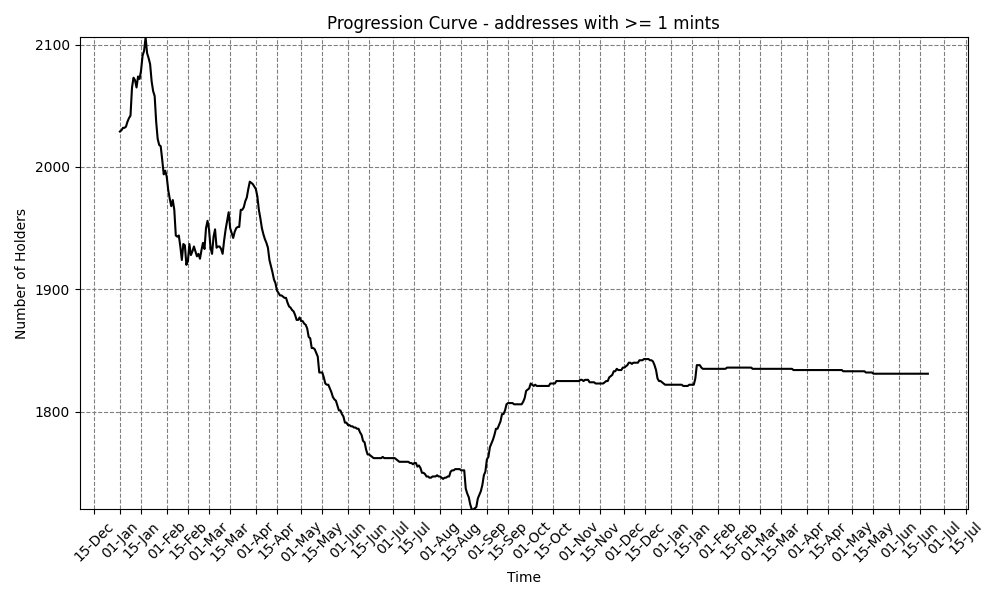 Progression Curve - addresses with >= 1 mints
Number of Holders
2100
2000
1900
1800
15-Dec
01-Jan
15-Jan
01-Feb
15-Feb
01-Mar
15-Mar
01-Apr
15-Apr
01-May
15-May
01-Jun
15-Jun
01-Jul
15-Jul
01-Aug
15-Aug
01-Sep
15-Sep
01-Oct
15-Oct
01-Nov
15-Nov
01-Dec
15-Dec
01-Jan
15-Jan
01-Feb
15-Feb
01-Mar
15-Mar
01-Apr
15-Apr
01-May
15-May
01-Jun
15-Jun
01-Jul
15-Jul
Time